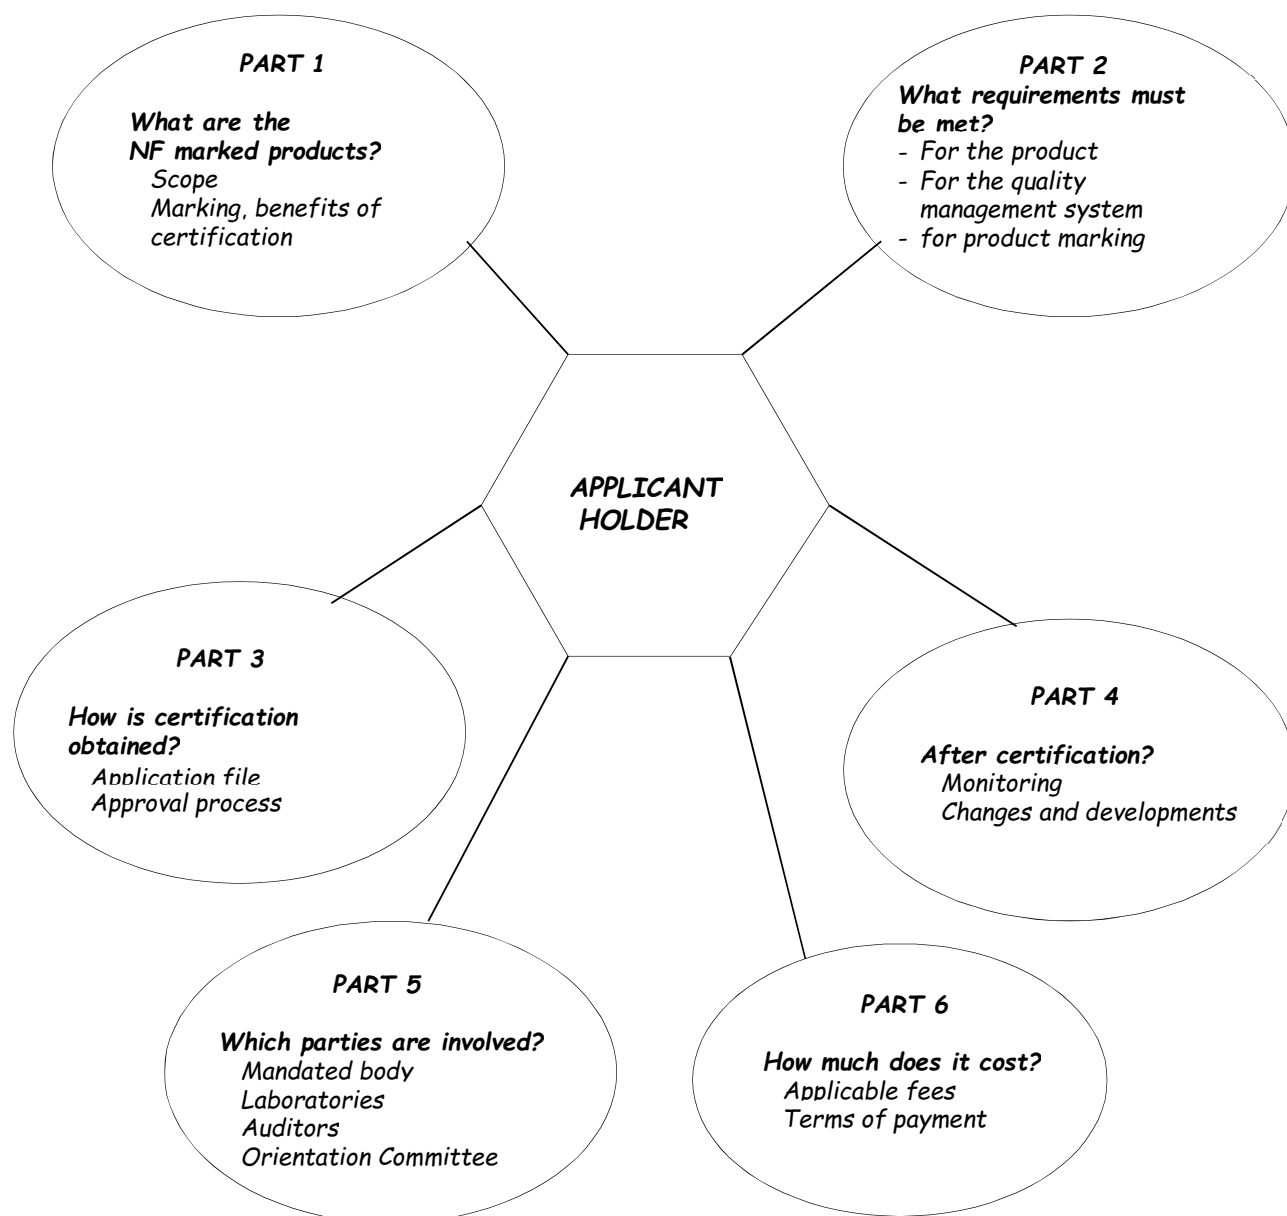 PART 1
What are the
NF marked products?
Scope
Marking, benefits of
certification
PART 2
What requirements must
be met?
- For the product
- For the quality
management system
- for product marking
APPLICANT
HOLDER
PART 3
How is certification
obtained?
Application file
Approval process
PART 4
After certification?
Monitoring
Changes and developments
PART 5
Which parties are involved?
Mandated body
Laboratories
Auditors
Orientation Committee
PART 6
How much does it cost?
Applicable fees
Terms of payment